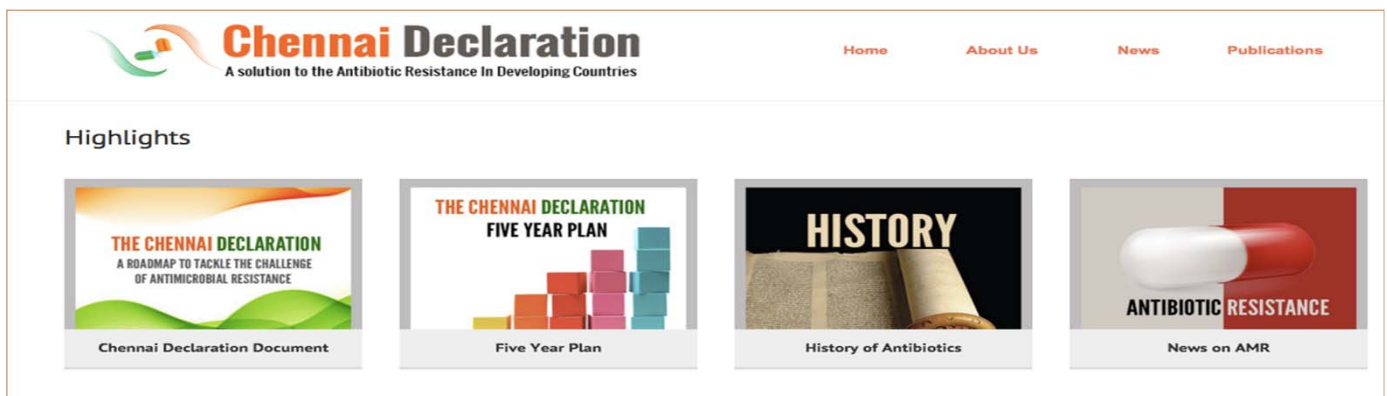 Chennai Declaration
A solution to the Antibiotic Resistance In Developing Countries
Home About Us News Publications
Highlights
THE CHENNAI DECLARATION
A ROADMAP TO TACKLE THE CHALLENGE
OF ANTIMICROBIAL RESISTANCE
Chennai Declaration Document
THE CHENNAI DECLARATION
FIVE YEAR PLAN
Five Year Plan
HISTORY
History of Antibiotics
ANTIBIOTIC RESISTANCE
News on AMR